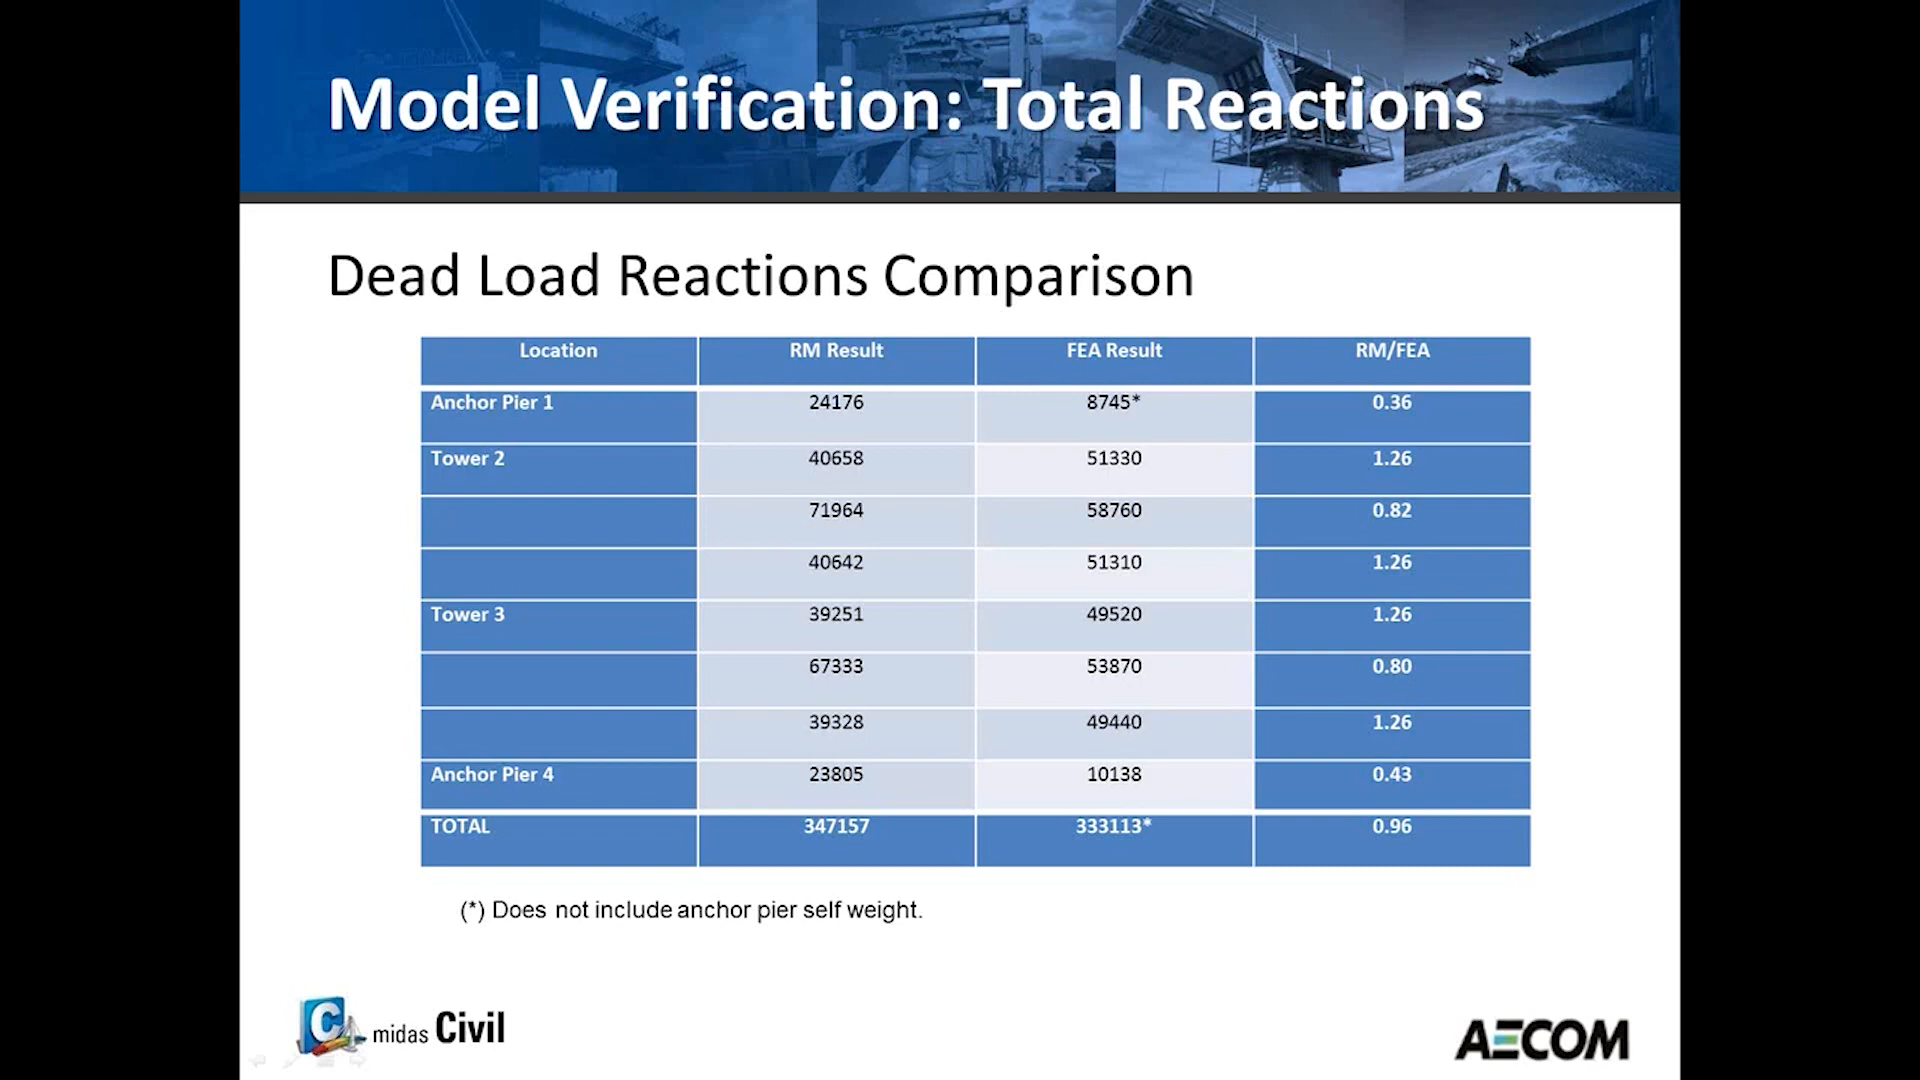 Model Verification: Total Reactions
Dead Load Reactions Comparison
Location RM Result FEA Result RM/FEA
Anchor Pier 1 24176 8745* 0.36
Tower 2 40658 51330 1.26
71964 58760 0.82
40642 51310 1.26
Tower 3 39251 49520 1.26
67333 53870 0.80
39328 49440 1.26
Anchor Pier 4 23805 10138 0.43
TOTAL 347157 333113* 0.96
(*) Does not include anchor pier self weight.
C midas Civil
AECOM